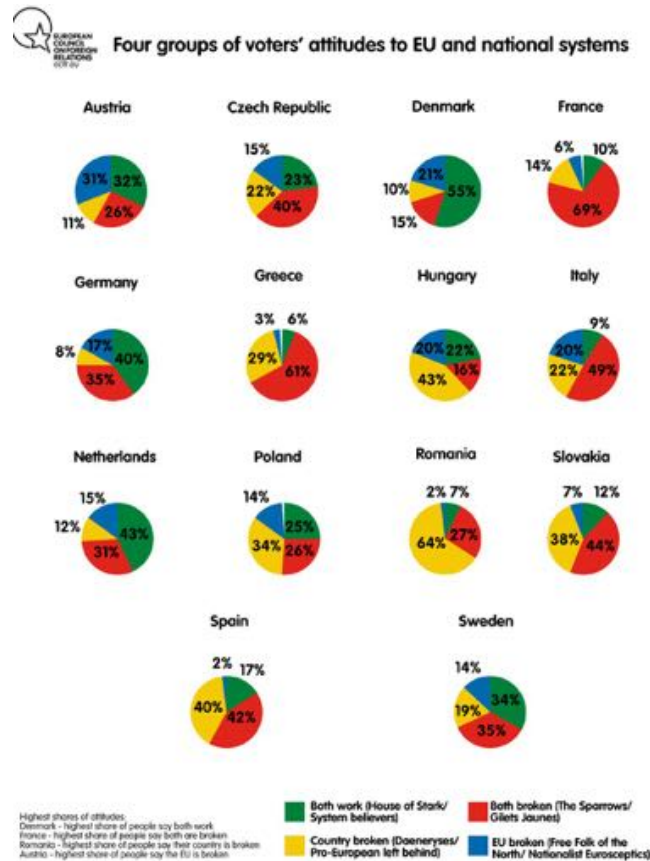 EUROPEAN
COUNCIL
ON FOREIGN
RELATIONS
ecfr.eu
Four groups of voters' attitudes to EU and national systems
Austria
31%
32%
11%
26%
Czech Republic
15%
22%
23%
40%
Denmark
21%
10%
55%
15%
France
6%
10%
14%
69%
Germany
17%
8%
40%
35%
Greece
3%
6%
29%
61%
Hungary
20%
22%
16%
43%
Italy
9%
20%
22%
49%
Netherlands
15%
12%
43%
31%
Poland
14%
25%
34%
26%
Romania
2%
7%
27%
64%
Slovakia
7%
12%
38%
44%
Spain
2%
17%
40%
42%
Sweden
14%
34%
19%
35%
Highest shares of attitudes:
Denmark - highest share of people say both work
France - highest share of people say both are broken
Romania - highest share of people say their country is broken
Austria - highest share of people say the EU is broken
Both work (House of Stark/
System believers)
Both broken (The Sparrows/
Gilets Jaunes)
Country broken (Daeneryses/
Pro-European left behind)
EU broken (Free Folk of the
North/ Nationalist Eurosceptics)